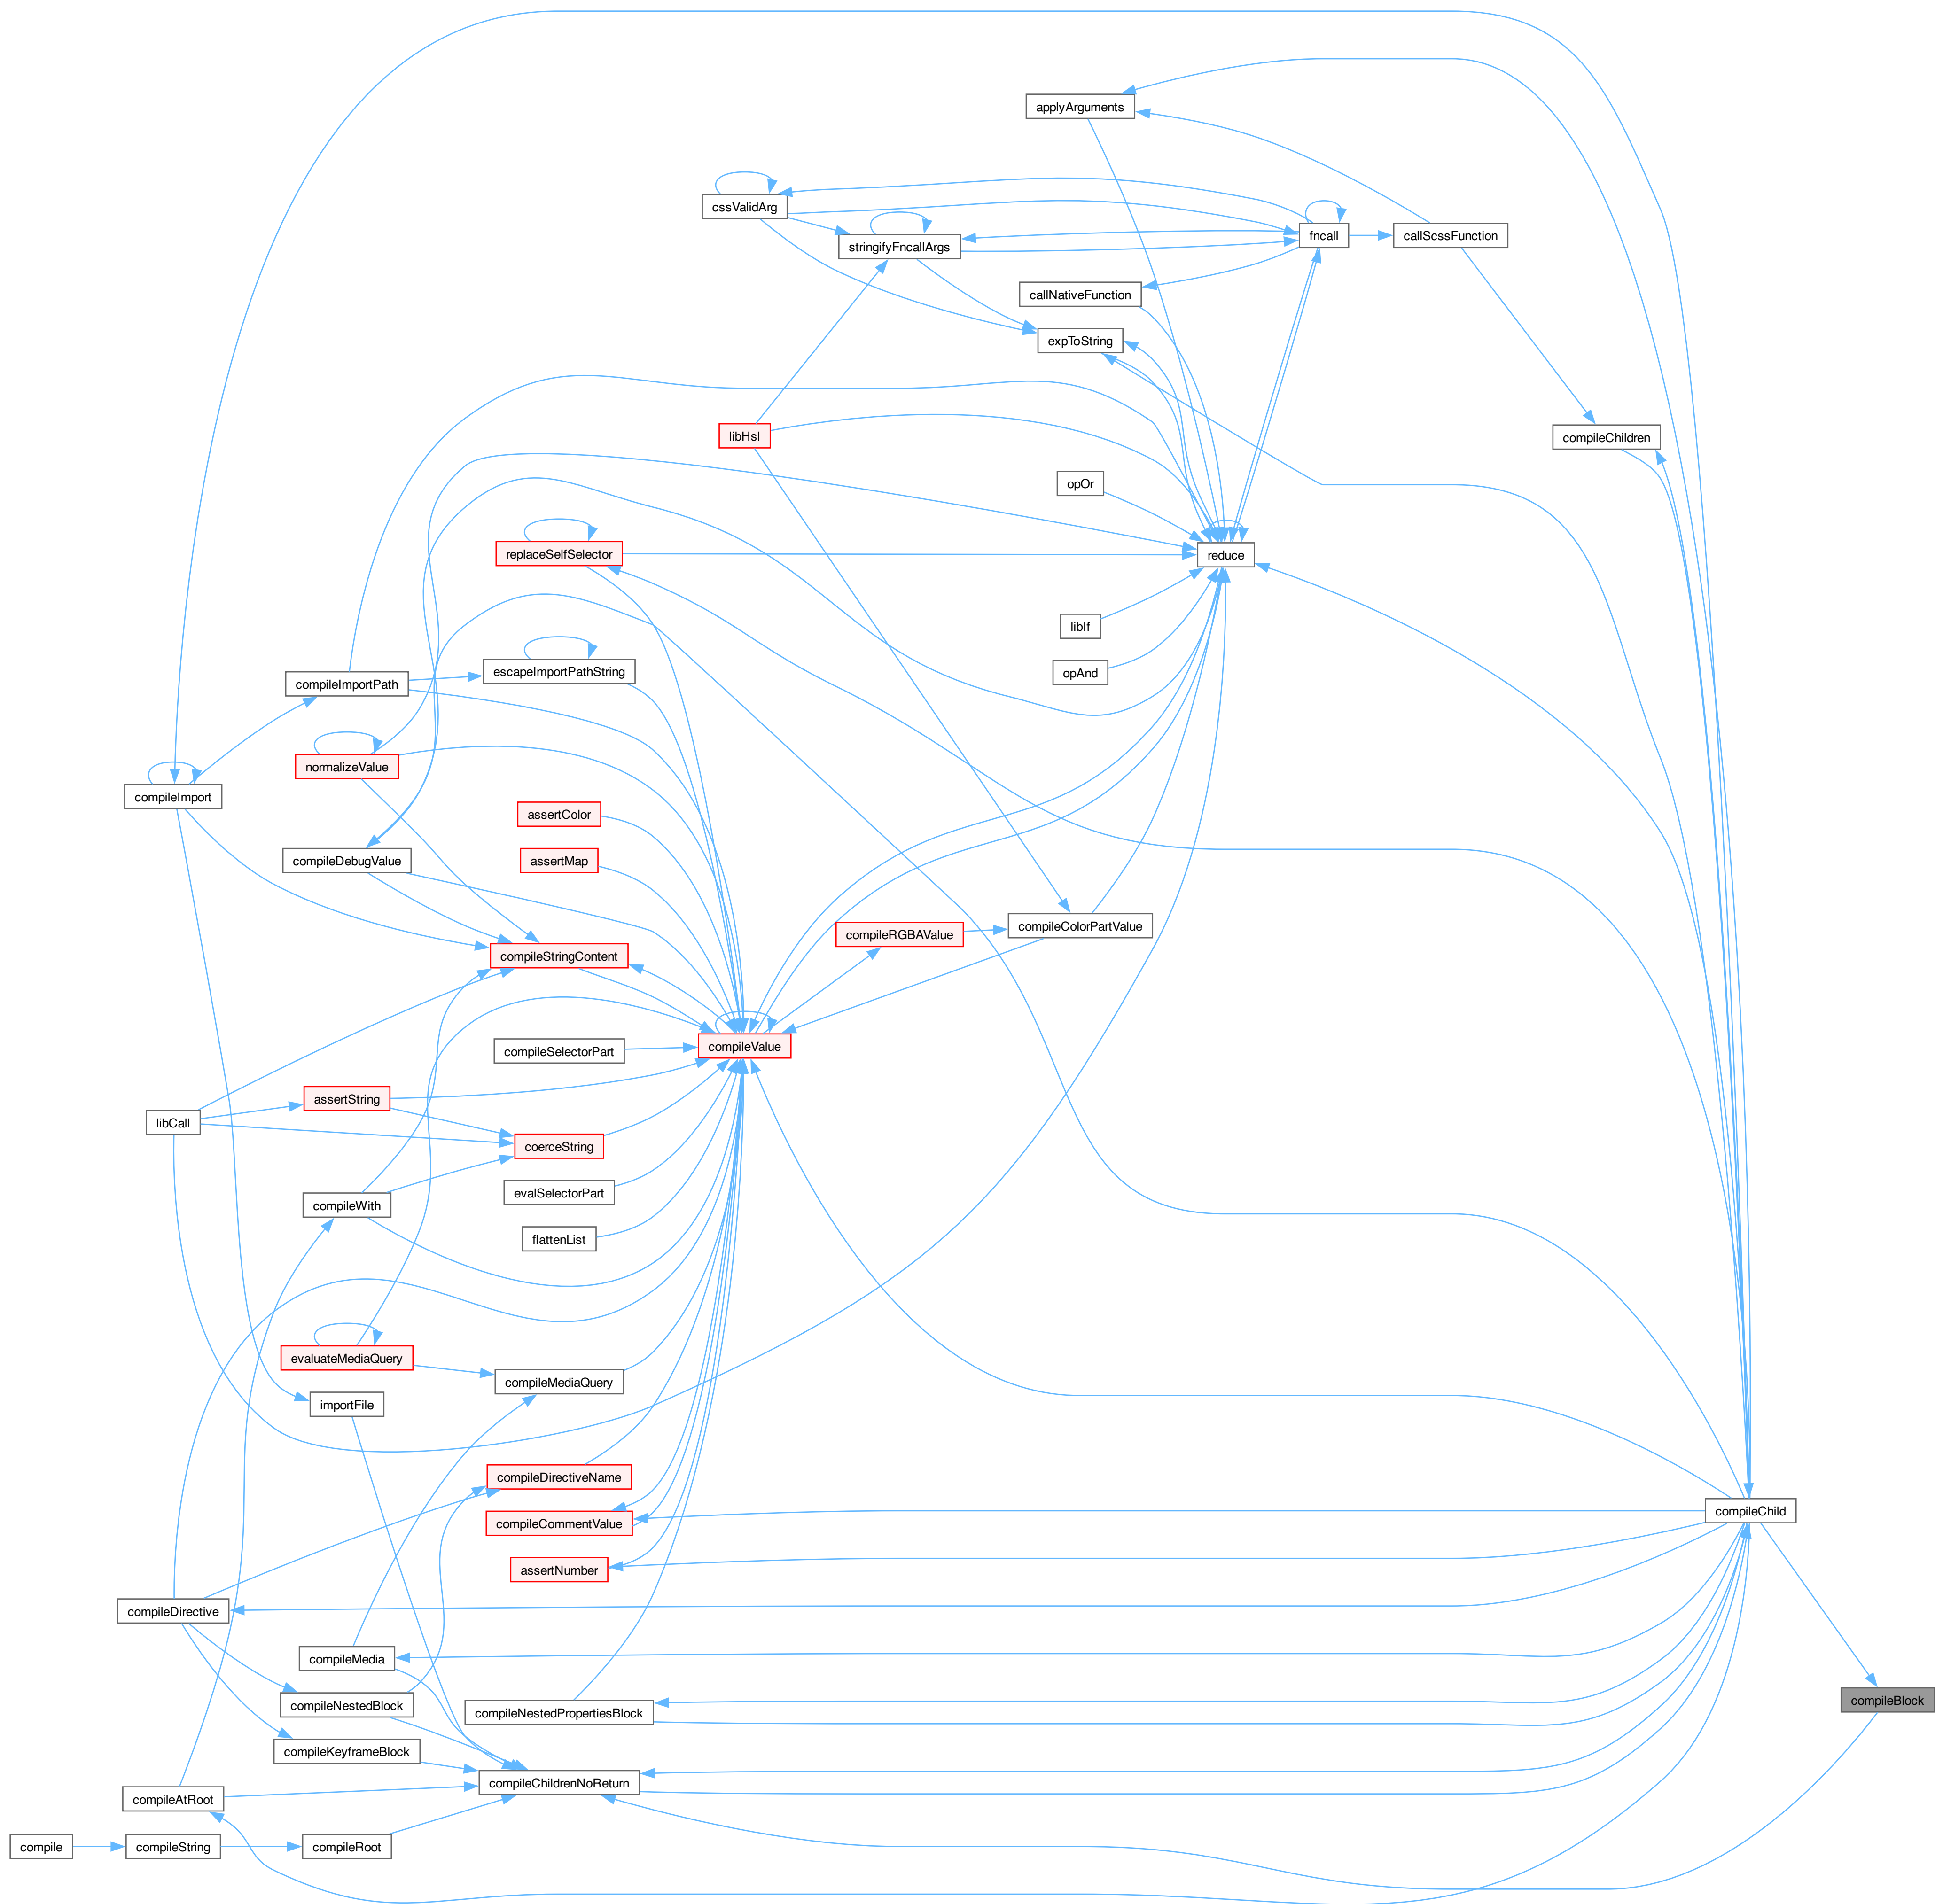 applyArguments
cssValidArg
fncall
callScssFunction
stringifyFncallArgs
callNativeFunction
expToString
libHsl
compileChildren
opOr
replaceSelfSelector
reduce
libIf
opAnd
escapeImportPathString
compileImportPath
normalizeValue
compileImport
assertColor
compileDebugValue
assertMap
compileColorPartValue
compileRGBAValue
compileStringContent
compileValue
compileSelectorPart
assertString
libCall
coerceString
evalSelectorPart
compileWith
flattenList
evaluateMediaQuery
compileMediaQuery
importFile
compileDirectiveName
compileChild
compileCommentValue
assertNumber
compileDirective
compileMedia
compileNestedBlock
compileBlock
compileNestedPropertiesBlock
compileKeyframeBlock
compileChildrenNoReturn
compileAtRoot
compile
compileString
compileRoot